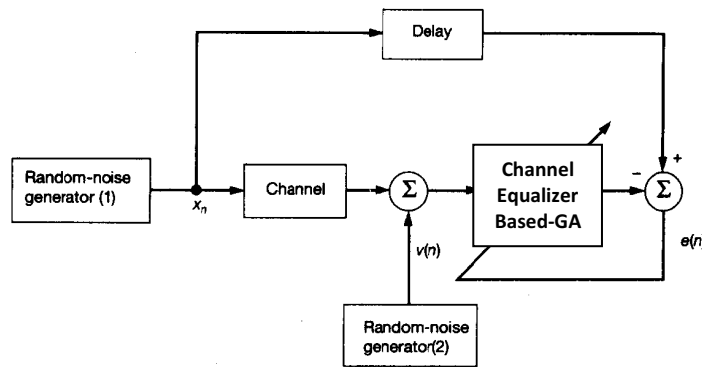 Delay
Random-noise
generator (1)
x_n
Channel
Σ
v(n)
Channel
Equalizer
Based-GA
+
−
Σ
e(n)
Random-noise
generator(2)